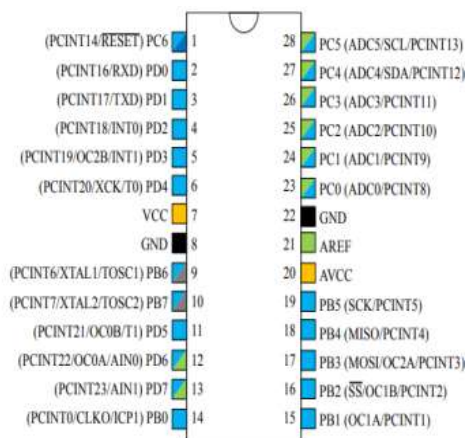 (PCINT14/RESET) PC6 1 28 PC5 (ADC5/SCL/PCINT13)
(PCINT16/RXD) PD0 2 27 PC4 (ADC4/SDA/PCINT12)
(PCINT17/TXD) PD1 3 26 PC3 (ADC3/PCINT11)
(PCINT18/INT0) PD2 4 25 PC2 (ADC2/PCINT10)
(PCINT19/OC2B/INT1) PD3 5 24 PC1 (ADC1/PCINT9)
(PCINT20/XCK/T0) PD4 6 23 PC0 (ADC0/PCINT8)
VCC 7 22 GND
GND 8 21 AREF
(PCINT6/XTAL1/TOSC1) PB6 9 20 AVCC
(PCINT7/XTAL2/TOSC2) PB7 10 19 PB5 (SCK/PCINT5)
(PCINT21/OC0B/T1) PD5 11 18 PB4 (MISO/PCINT4)
(PCINT22/OC0A/AIN0) PD6 12 17 PB3 (MOSI/OC2A/PCINT3)
(PCINT23/AIN1) PD7 13 16 PB2 (SS/OC1B/PCINT2)
(PCINT0/CLKO/ICP1) PB0 14 15 PB1 (OC1A/PCINT1)